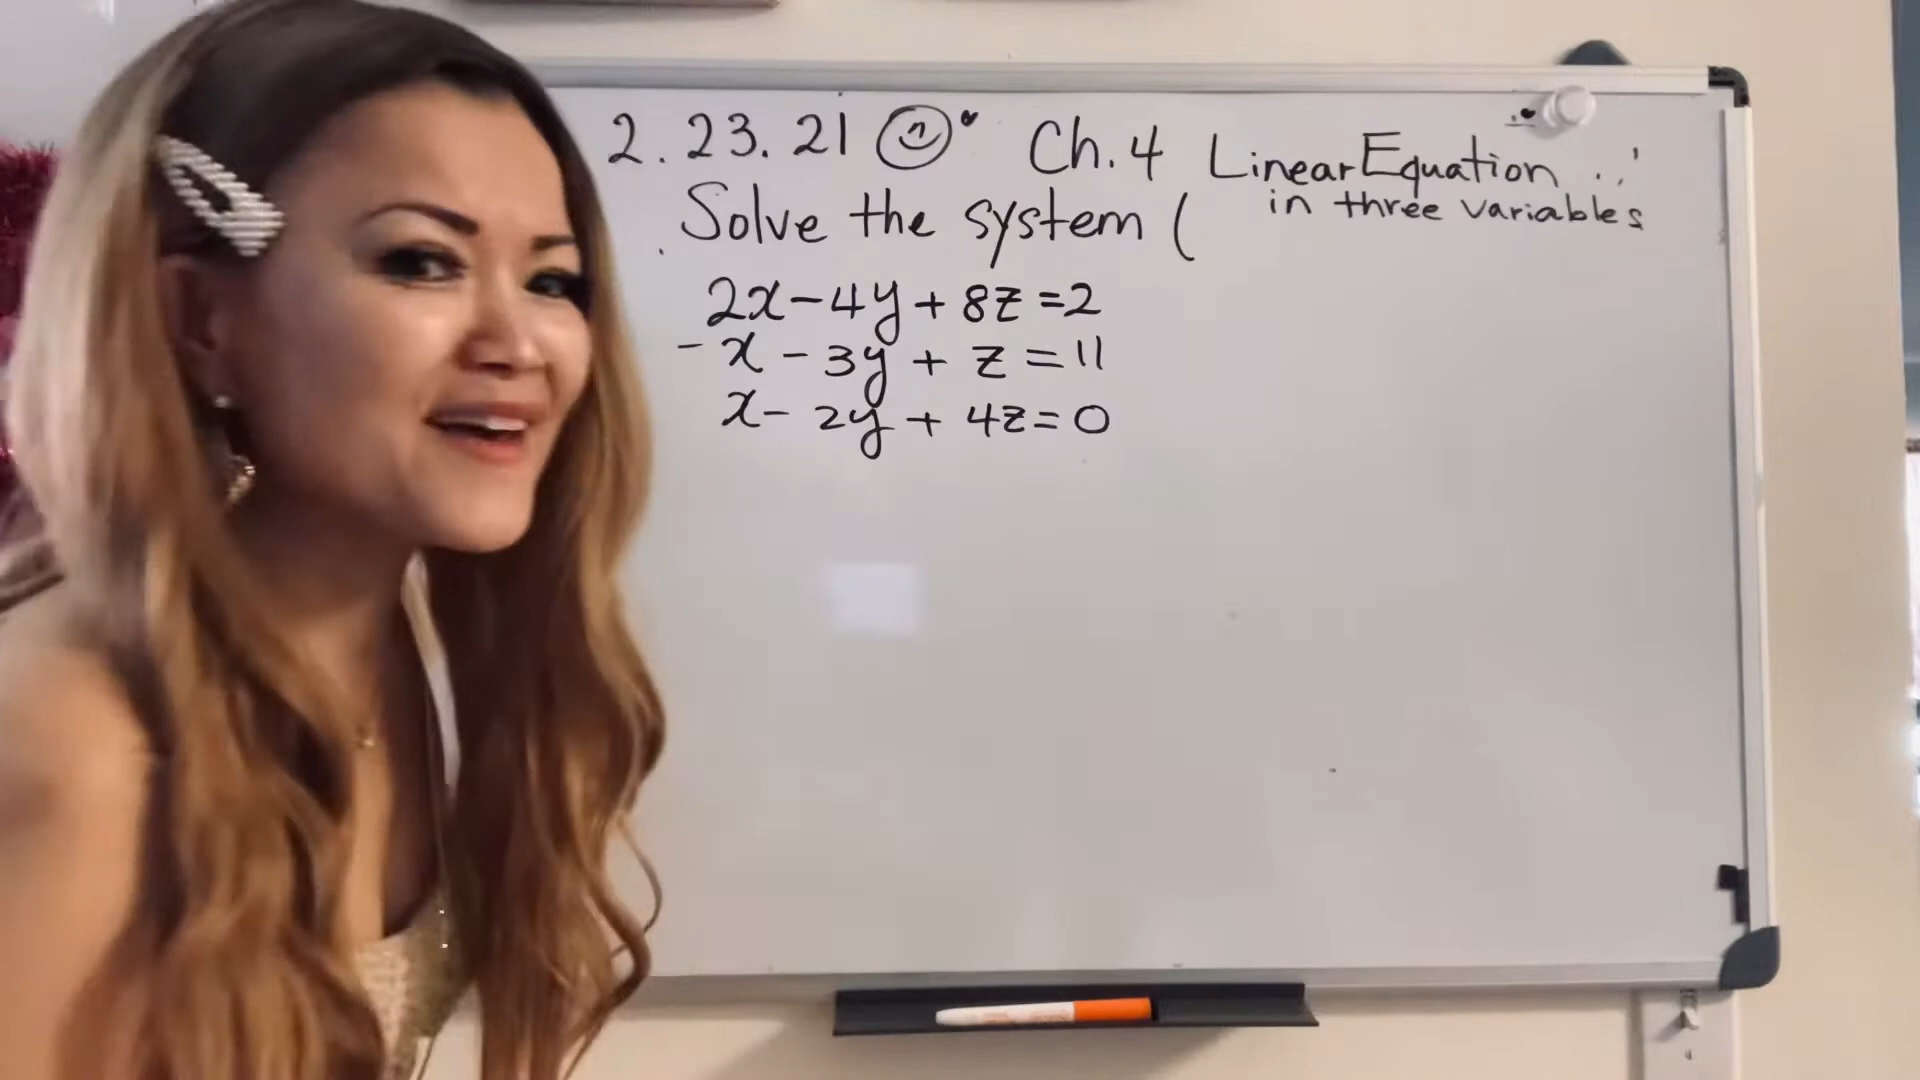 2.23.21 Ch.4 Linear Equation
in three variables
Solve the system (
2x-4y+8z=2
-x-3y+z=11
x-2y+4z=0